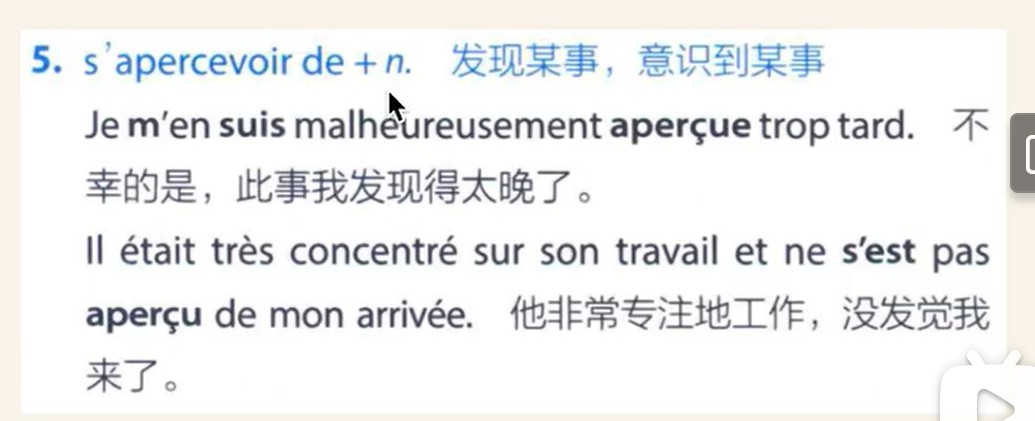 5. s'apercevoir de + n. 发现某事，意识到某事
Je m'en suis malheureusement aperçue trop tard. 不
幸的是，此事我发现得太晚了。
Il était très concentré sur son travail et ne s'est pas
aperçu de mon arrivée. 他非常专注地工作，没发觉我
来了。